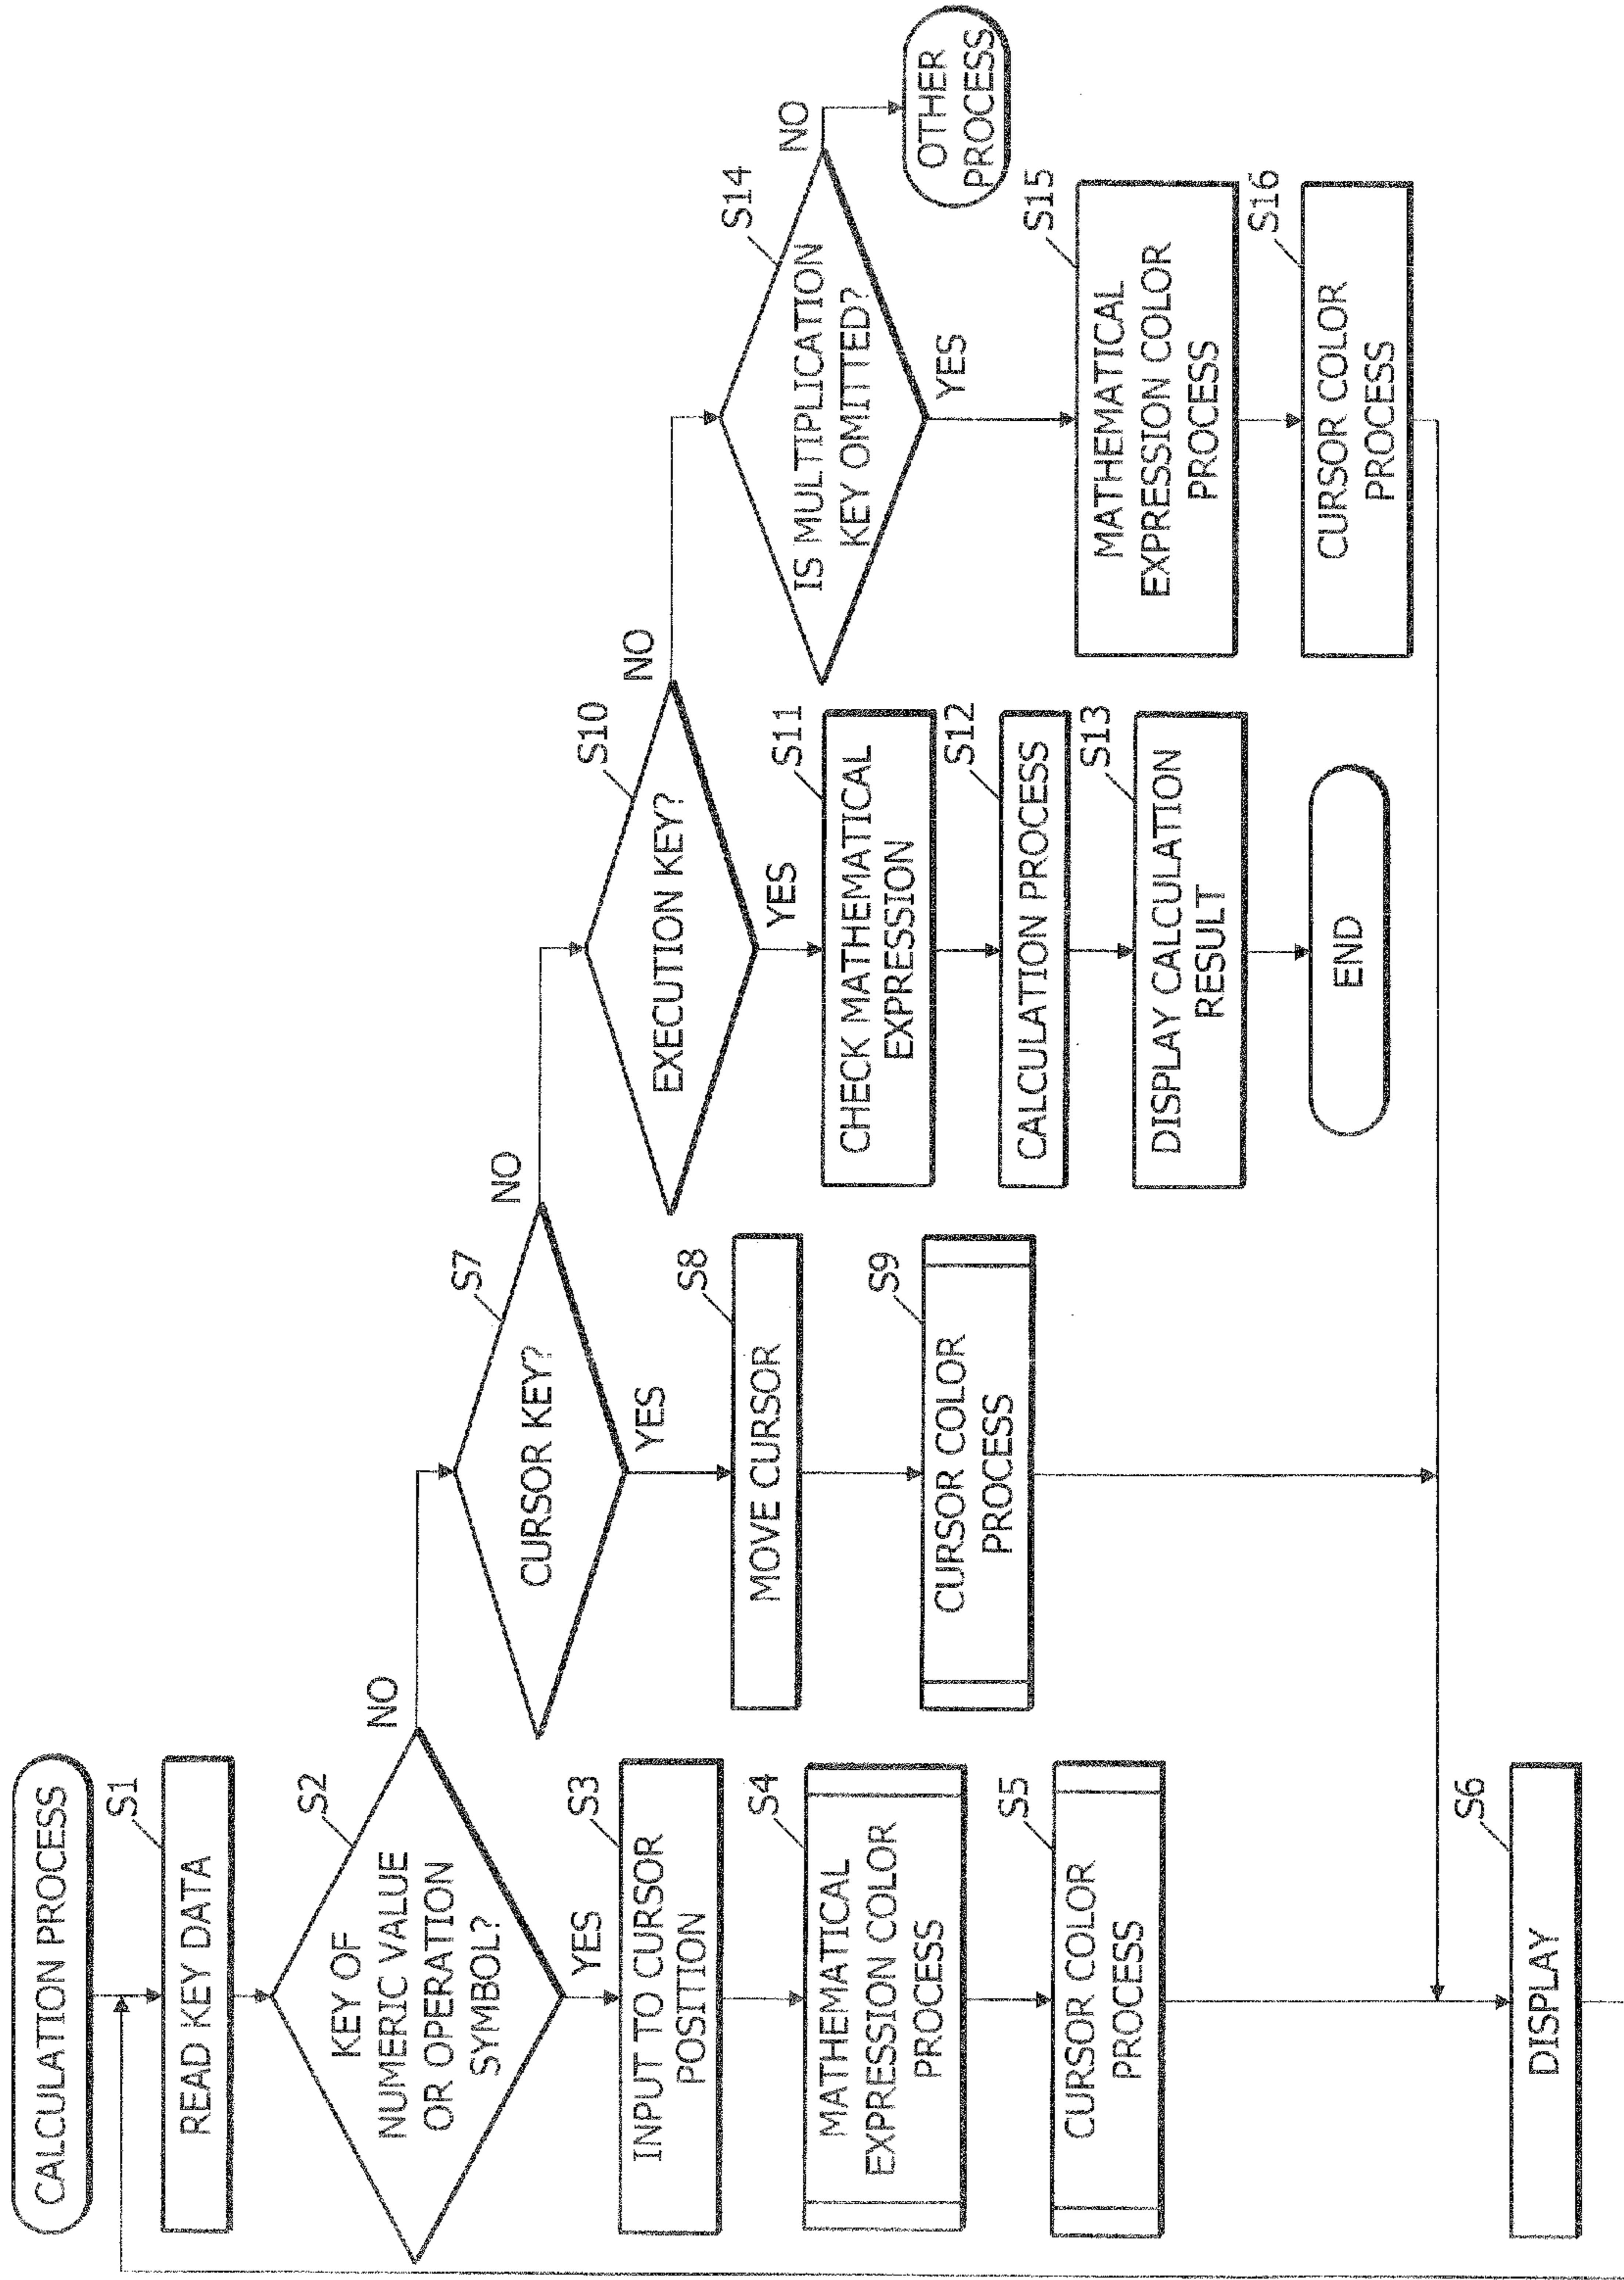 CALCULATION PROCESS
S1
READ KEY DATA
S2
KEY OF
NUMERIC VALUE
OR OPERATION
SYMBOL?
NO
YES
S3
INPUT TO CURSOR
POSITION
S4
MATHEMATICAL
EXPRESSION COLOR
PROCESS
S5
CURSOR COLOR
PROCESS
S6
DISPLAY
S7
CURSOR KEY?
NO
YES
S8
MOVE CURSOR
S9
CURSOR COLOR
PROCESS
S10
EXECUTION KEY?
NO
YES
S11
CHECK MATHEMATICAL
EXPRESSION
S12
CALCULATION PROCESS
S13
DISPLAY CALCULATION
RESULT
END
S14
IS MULTIPLICATION
KEY OMITTED?
NO
OTHER
PROCESS
YES
S15
MATHEMATICAL
EXPRESSION COLOR
PROCESS
S16
CURSOR COLOR
PROCESS